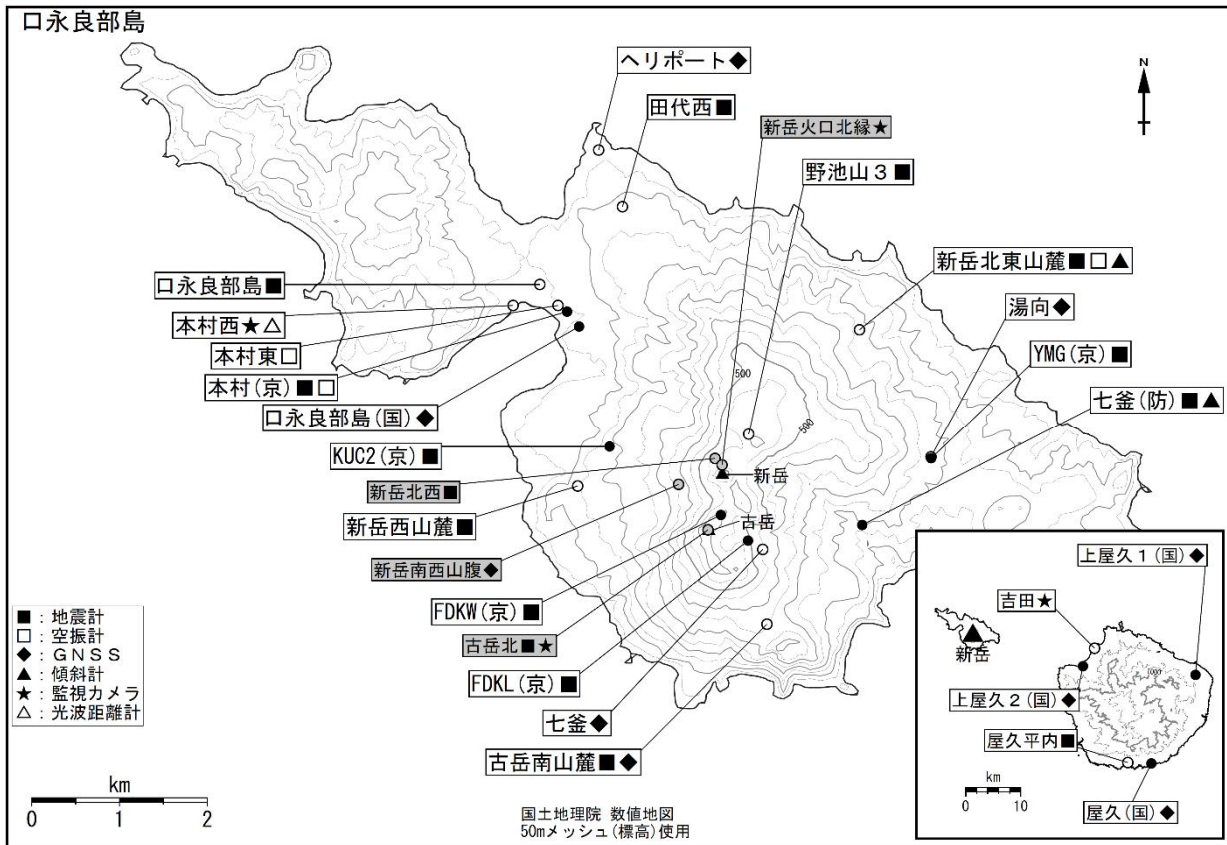 口永良部島
ヘリポート◆
田代西■
新岳火口北縁★
野池山３■
N
口永良部島■
本村西★△
本村東□
本村(京)■□
口永良部島(国)◆
KUC2(京)■
新岳北西■
新岳西山麓■
新岳南西山腹◆
FDKW(京)■
古岳北■★
FDKL(京)■
七釜◆
古岳南山麓■◆
新岳北東山麓■□▲
湯向◆
YMG(京)■
七釜(防)■▲
500
500
新岳
古岳
■：地震計
□：空振計
◆：ＧＮＳＳ
▲：傾斜計
★：監視カメラ
△：光波距離計
km
0 1 2
国土地理院 数値地図
50mメッシュ(標高)使用
上屋久１(国)◆
吉田★
新岳
1000
上屋久２(国)◆
屋久平内■
km
0 10
屋久(国)◆